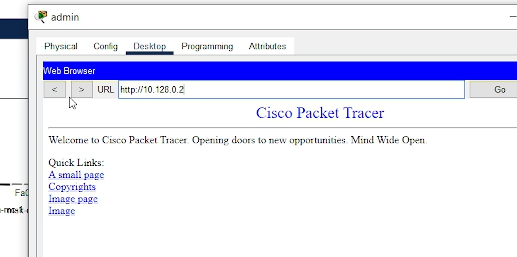 admin
Physical Config Desktop Programming Attributes
Web Browser
< > URL http://10.128.0.2 Go
Cisco Packet Tracer
Welcome to Cisco Packet Tracer. Opening doors to new opportunities. Mind Wide Open.
Quick Links:
A small page
Copyrights
Image page
Image